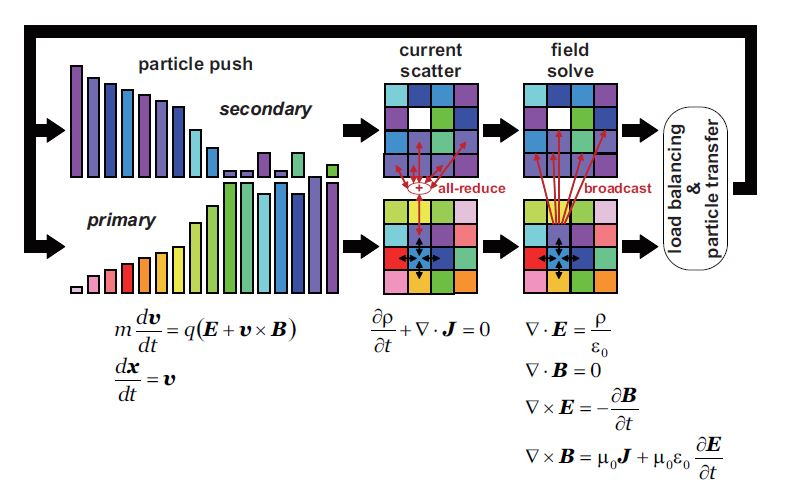 particle push
current
scatter
field
solve
secondary
primary
+
all-reduce
broadcast
load balancing
&
particle transfer
m dv/dt = q(E + v × B)
dx/dt = v
∂ρ/∂t + ∇ · J = 0
∇ · E = ρ/ε₀
∇ · B = 0
∇ × E = −∂B/∂t
∇ × B = μ₀J + μ₀ε₀ ∂E/∂t